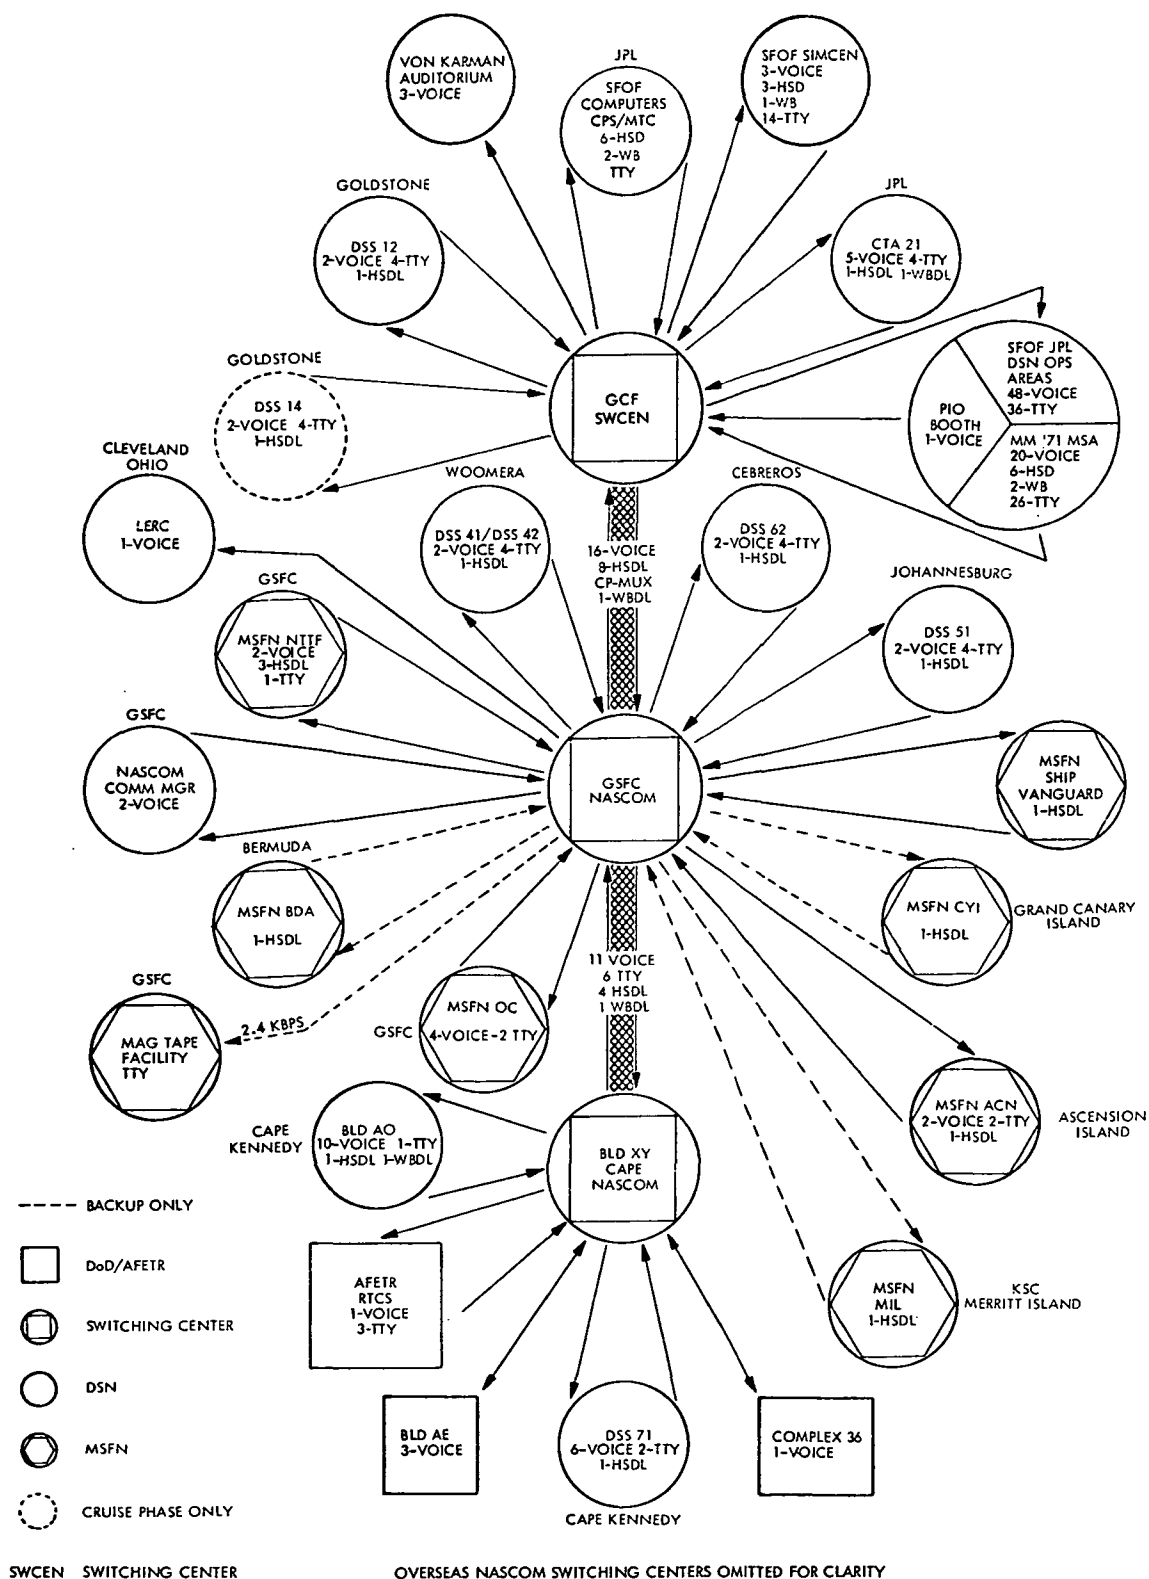 VON KARMAN
AUDITORIUM
3-VOICE
JPL
SFOF
COMPUTERS
CPS/MTC
6-HSD
2-WB
TTY
SFOF SIMCEN
3-VOICE
3-HSD
1-WB
14-TTY
GOLDSTONE
DSS 12
2-VOICE 4-TTY
1-HSDL
JPL
CTA 21
5-VOICE 4-TTY
1-HSDL 1-WBDL
GOLDSTONE
DSS 14
2-VOICE 4-TTY
1-HSDL
GCF
SWCEN
PIO
BOOTH
1-VOICE
SFOF JPL
DSN OPS
AREAS
48-VOICE
36-TTY
MM '71 MSA
20-VOICE
6-HSD
2-WB
26-TTY
CLEVELAND
OHIO
LERC
1-VOICE
WOOMERA
DSS 41/DSS 42
2-VOICE 4-TTY
1-HSDL
16-VOICE
8-HSDL
CP-MUX
1-WBDL
CEBREROS
DSS 62
2-VOICE 4-TTY
1-HSDL
GSFC
MSFN NTTF
2-VOICE
3-HSDL
1-TTY
JOHANNESBURG
DSS 51
2-VOICE 4-TTY
1-HSDL
GSFC
NASCOM
COMM MGR
2-VOICE
GSFC
NASCOM
MSFN
SHIP
VANGUARD
1-HSDL
BERMUDA
MSFN BDA
1-HSDL
MSFN CYI
1-HSDL
GRAND CANARY
ISLAND
GSFC
MAG TAPE
FACILITY
TTY
2.4 KBPS
GSFC
MSFN OC
4-VOICE-2 TTY
11 VOICE
6 TTY
4 HSDL
1 WBDL
MSFN ACN
2-VOICE 2-TTY
1-HSDL
ASCENSION
ISLAND
CAPE
KENNEDY
BLD AO
10-VOICE 1-TTY
1-HSDL 1-WBDL
BLD XY
CAPE
NASCOM
AFETR
RTCS
1-VOICE
3-TTY
MSFN
MIL
1-HSDL
KSC
MERRITT ISLAND
BLD AE
3-VOICE
DSS 71
6-VOICE 2-TTY
1-HSDL
CAPE KENNEDY
COMPLEX 36
1-VOICE
BACKUP ONLY
DoD/AFETR
SWITCHING CENTER
DSN
MSFN
CRUISE PHASE ONLY
SWCEN SWITCHING CENTER
OVERSEAS NASCOM SWITCHING CENTERS OMITTED FOR CLARITY